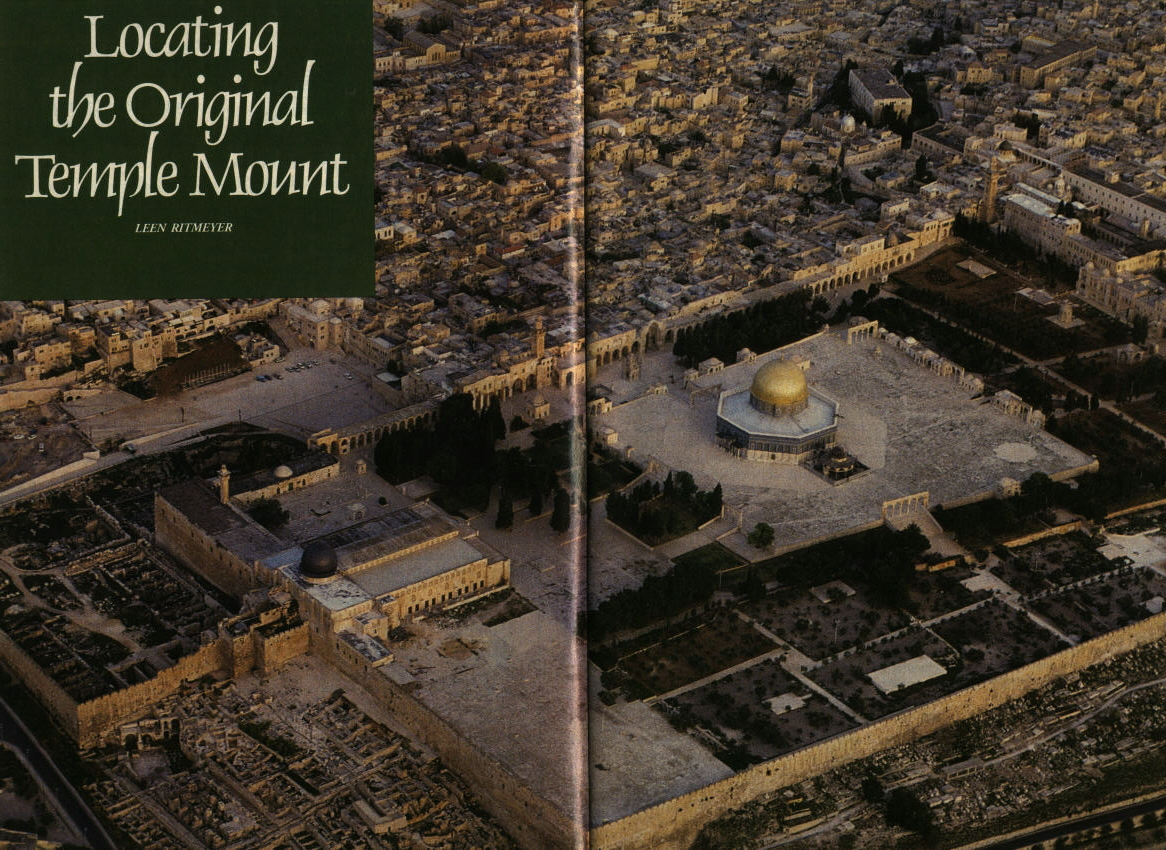 Locating
the Original
Temple Mount
LEEN RITMEYER